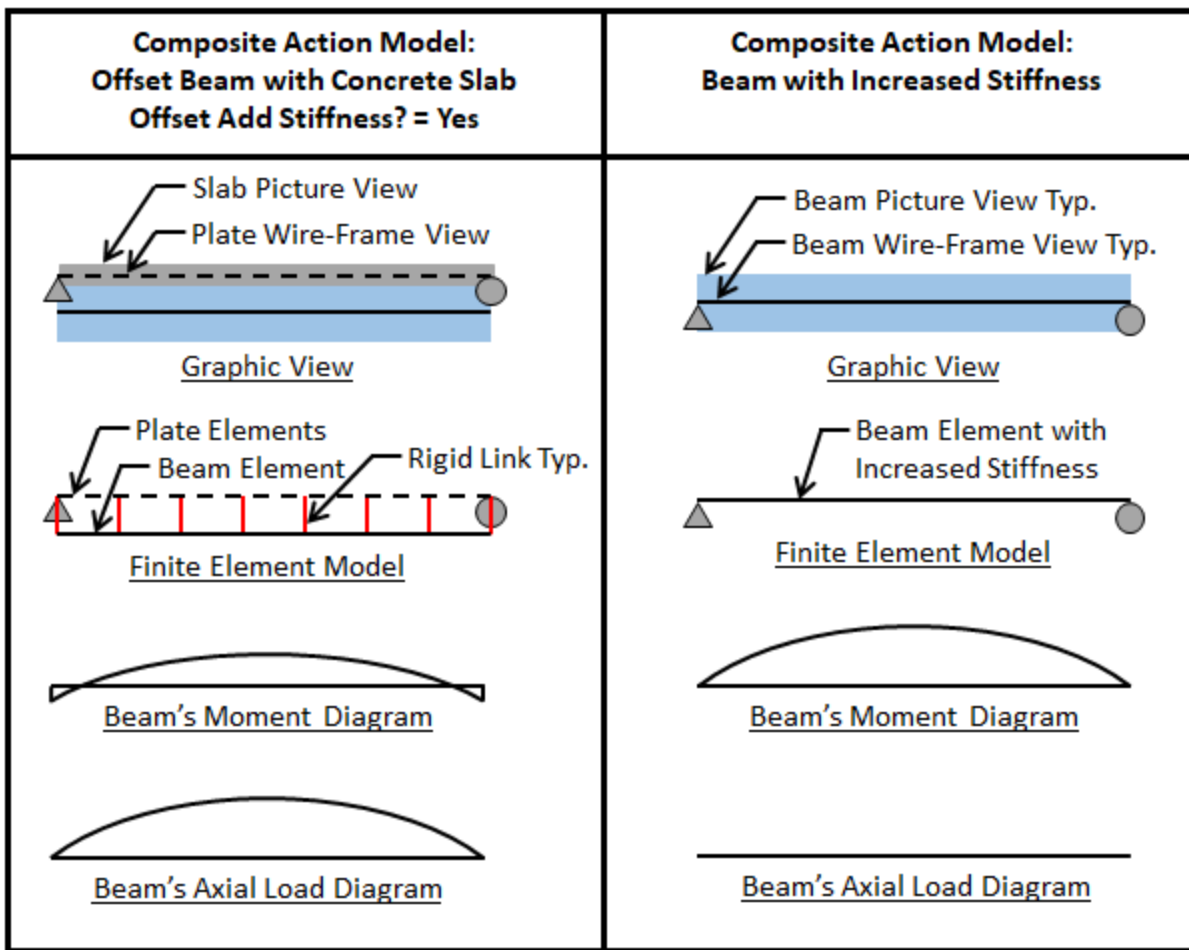 Composite Action Model:
Offset Beam with Concrete Slab
Offset Add Stiffness? = Yes
Composite Action Model:
Beam with Increased Stiffness
Slab Picture View
Plate Wire-Frame View
Graphic View
Plate Elements
Beam Element
Rigid Link Typ.
Finite Element Model
Beam's Moment Diagram
Beam's Axial Load Diagram
Beam Picture View Typ.
Beam Wire-Frame View Typ.
Graphic View
Beam Element with
Increased Stiffness
Finite Element Model
Beam's Moment Diagram
Beam's Axial Load Diagram